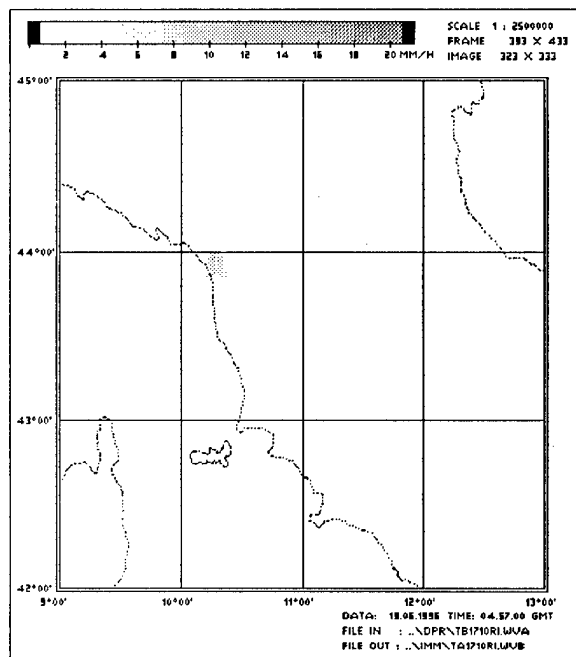 SCALE 1 : 2500000
FRAME 393 X 433
IMAGE 323 X 333
2 4 6 8 10 12 14 16 18 20 MM/H
45°00'
44°00'
43°00'
42°00'
9°00' 10°00' 11°00' 12°00' 13°00'
DATA: 19.06.1996 TIME: 04.57.00 GMT
FILE IN : ..\DPR\TB1710RI.WVA
FILE OUT : ..\IMM\TA1710RI.WVB